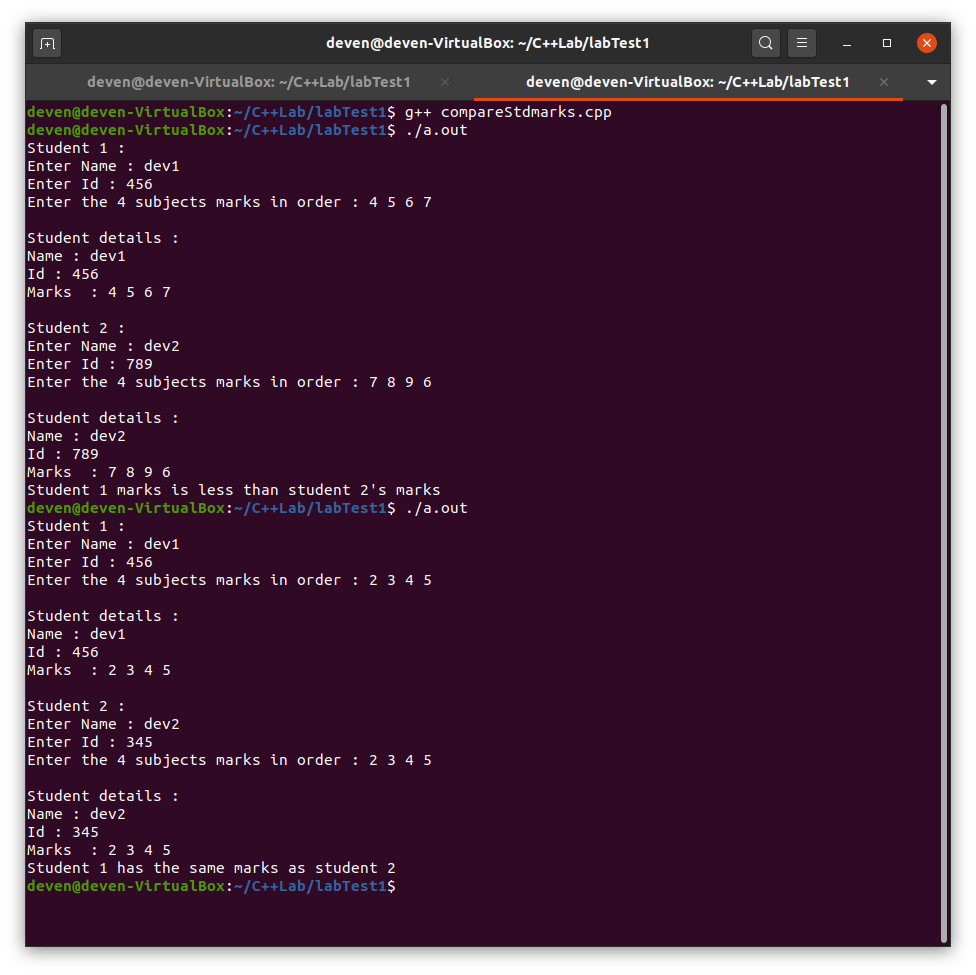 deven@deven-VirtualBox: ~/C++Lab/labTest1
deven@deven-VirtualBox: ~/C++Lab/labTest1 deven@deven-VirtualBox: ~/C++Lab/labTest1
deven@deven-VirtualBox:~/C++Lab/labTest1$ g++ compareStdmarks.cpp
deven@deven-VirtualBox:~/C++Lab/labTest1$ ./a.out
Student 1 :
Enter Name : dev1
Enter Id : 456
Enter the 4 subjects marks in order : 4 5 6 7

Student details :
Name : dev1
Id : 456
Marks  : 4 5 6 7

Student 2 :
Enter Name : dev2
Enter Id : 789
Enter the 4 subjects marks in order : 7 8 9 6

Student details :
Name : dev2
Id : 789
Marks  : 7 8 9 6
Student 1 marks is less than student 2's marks
deven@deven-VirtualBox:~/C++Lab/labTest1$ ./a.out
Student 1 :
Enter Name : dev1
Enter Id : 456
Enter the 4 subjects marks in order : 2 3 4 5

Student details :
Name : dev1
Id : 456
Marks  : 2 3 4 5

Student 2 :
Enter Name : dev2
Enter Id : 345
Enter the 4 subjects marks in order : 2 3 4 5

Student details :
Name : dev2
Id : 345
Marks  : 2 3 4 5
Student 1 has the same marks as student 2
deven@deven-VirtualBox:~/C++Lab/labTest1$